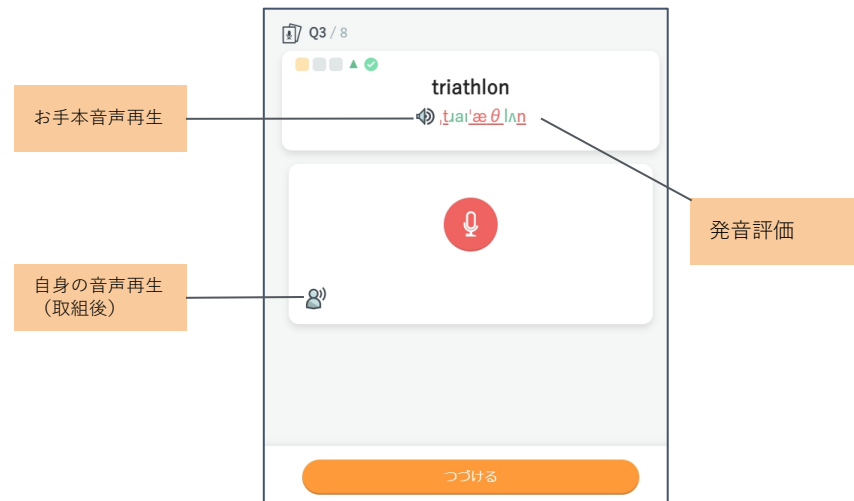 Q3 / 8
triathlon
お手本音声再生
ˌtɹaɪˈæθlʌn
発音評価
自身の音声再生
(取組後)
つづける